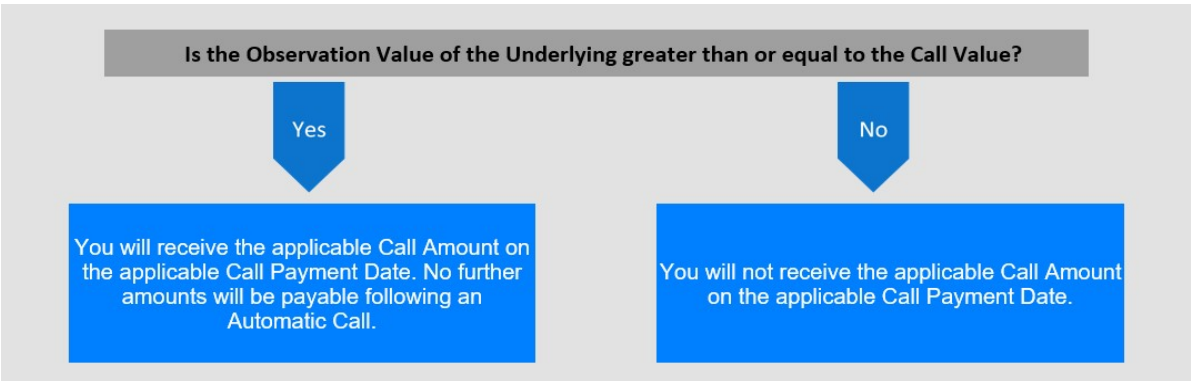 Is the Observation Value of the Underlying greater than or equal to the Call Value?
Yes
No
You will receive the applicable Call Amount on
the applicable Call Payment Date. No further
amounts will be payable following an
Automatic Call.
You will not receive the applicable Call Amount
on the applicable Call Payment Date.